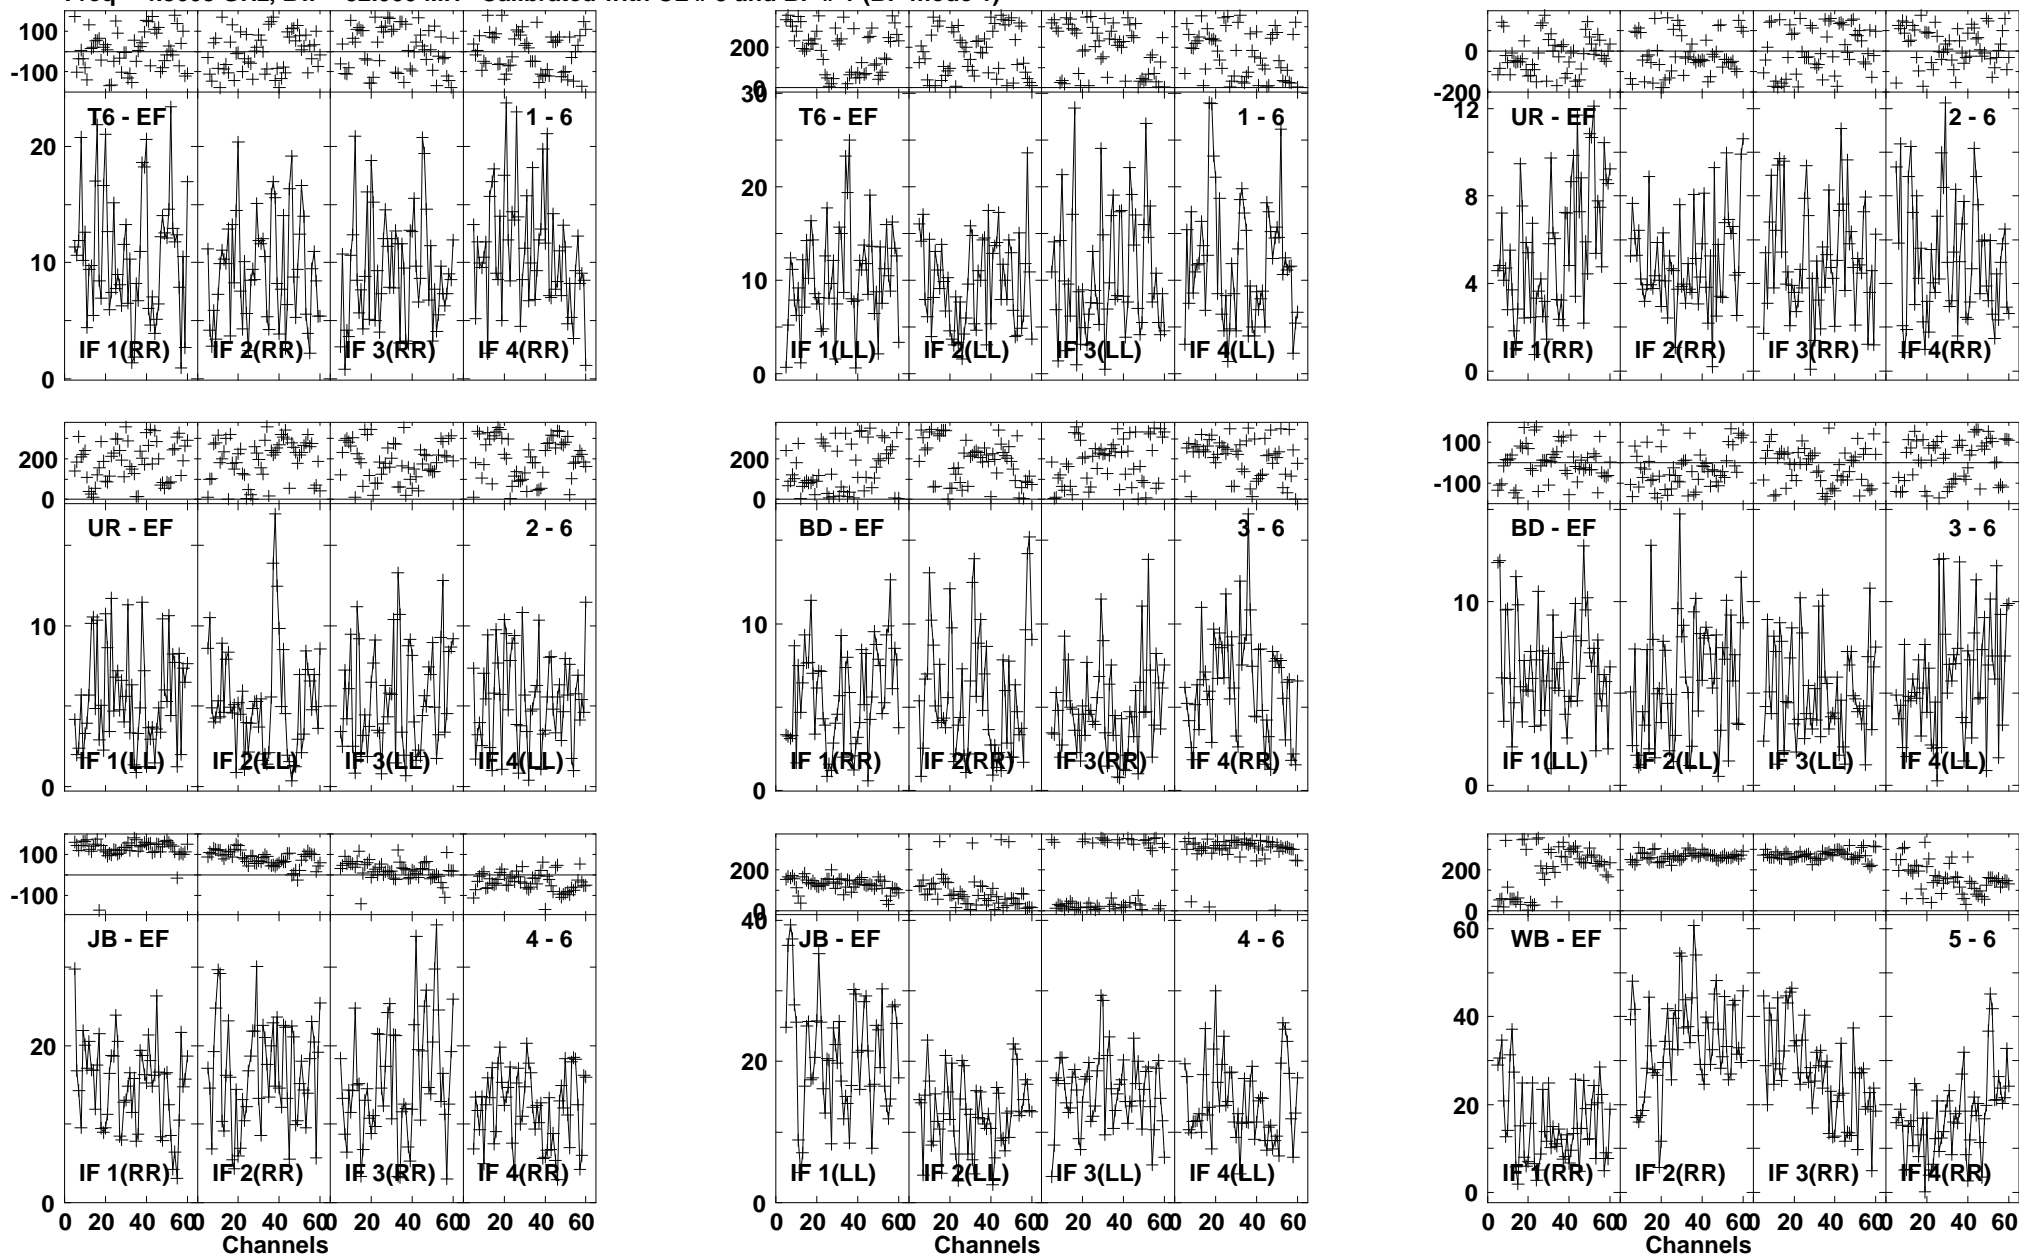 100
-100
T6 - EF 1 - 6
20
10
0
IF 1(RR) IF 2(RR) IF 3(RR) IF 4(RR)
200
0
30
T6 - EF 1 - 6
20
10
0
IF 1(LL) IF 2(LL) IF 3(LL) IF 4(LL)
0
-200
12
UR - EF 2 - 6
8
4
0
IF 1(RR) IF 2(RR) IF 3(RR) IF 4(RR)
200
0
UR - EF 2 - 6
10
0
IF 1(LL) IF 2(LL) IF 3(LL) IF 4(LL)
200
0
BD - EF 3 - 6
10
0
IF 1(RR) IF 2(RR) IF 3(RR) IF 4(RR)
100
-100
BD - EF 3 - 6
10
0
IF 1(LL) IF 2(LL) IF 3(LL) IF 4(LL)
100
-100
JB - EF 4 - 6
20
0
IF 1(RR) IF 2(RR) IF 3(RR) IF 4(RR)
0 20 40 60 0 20 40 60 0 20 40 60 0 20 40 60
Channels
200
0
40
JB - EF 4 - 6
20
0
IF 1(LL) IF 2(LL) IF 3(LL) IF 4(LL)
0 20 40 60 0 20 40 60 0 20 40 60 0 20 40 60
Channels
200
0
60
WB - EF 5 - 6
40
20
0
IF 1(RR) IF 2(RR) IF 3(RR) IF 4(RR)
0 20 40 60 0 20 40 60 0 20 40 60 0 20 40 60
Channels